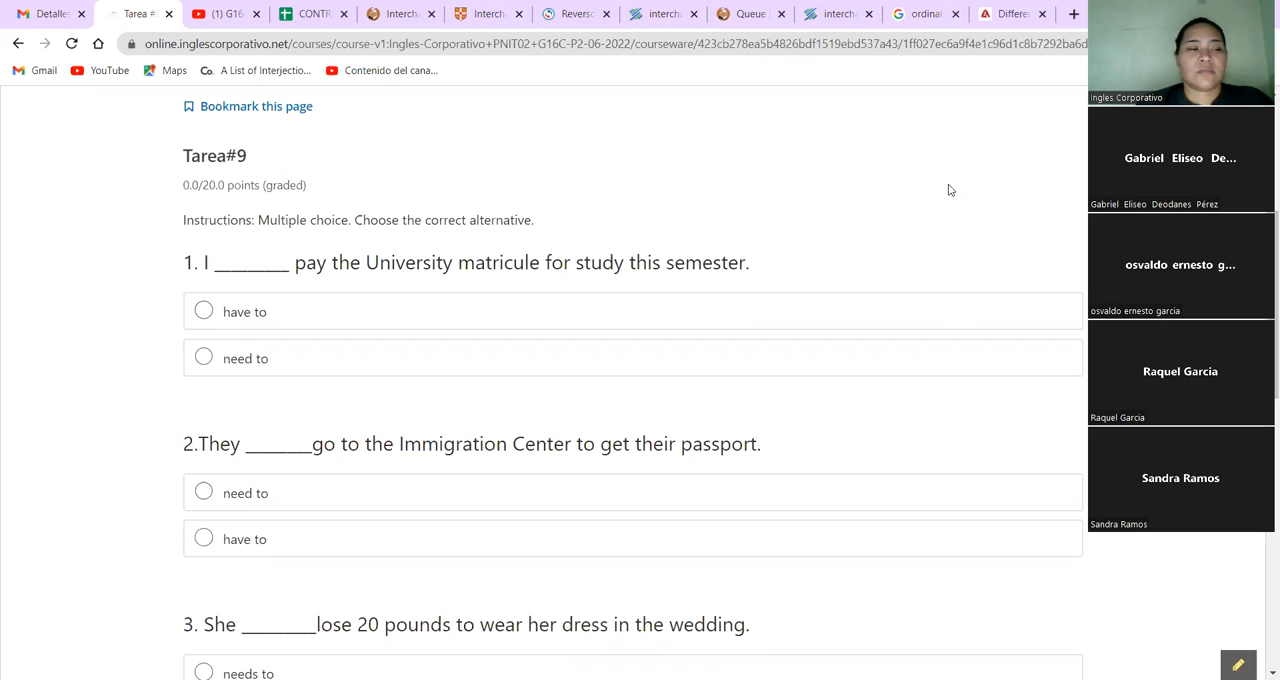 Detalles
Tarea #
(1) G16-
CONTR
Interch
Interch
Reverso
interch
Queue
interch
ordinal
Differe
online.inglescorporativo.net/courses/course-v1:Ingles-Corporativo+PNIT02+G16C-P2-06-2022/courseware/423cb278ea5b4826bdf1519ebd537a43/1ff027ec6a9f4e1c96d1c8b7292ba6d
Gmail
YouTube
Maps
Co. A List of Interjectio...
Contenido del cana...
Bookmark this page
Tarea#9
0.0/20.0 points (graded)
Instructions: Multiple choice. Choose the correct alternative.
1. I ________ pay the University matricule for study this semester.
have to
need to
2.They _______go to the Immigration Center to get their passport.
need to
have to
3. She ________lose 20 pounds to wear her dress in the wedding.
needs to
Ingles Corporativo
Gabriel Eliseo De...
Gabriel Eliseo Deodanes Pérez
osvaldo ernesto g...
osvaldo ernesto garcia
Raquel Garcia
Raquel Garcia
Sandra Ramos
Sandra Ramos